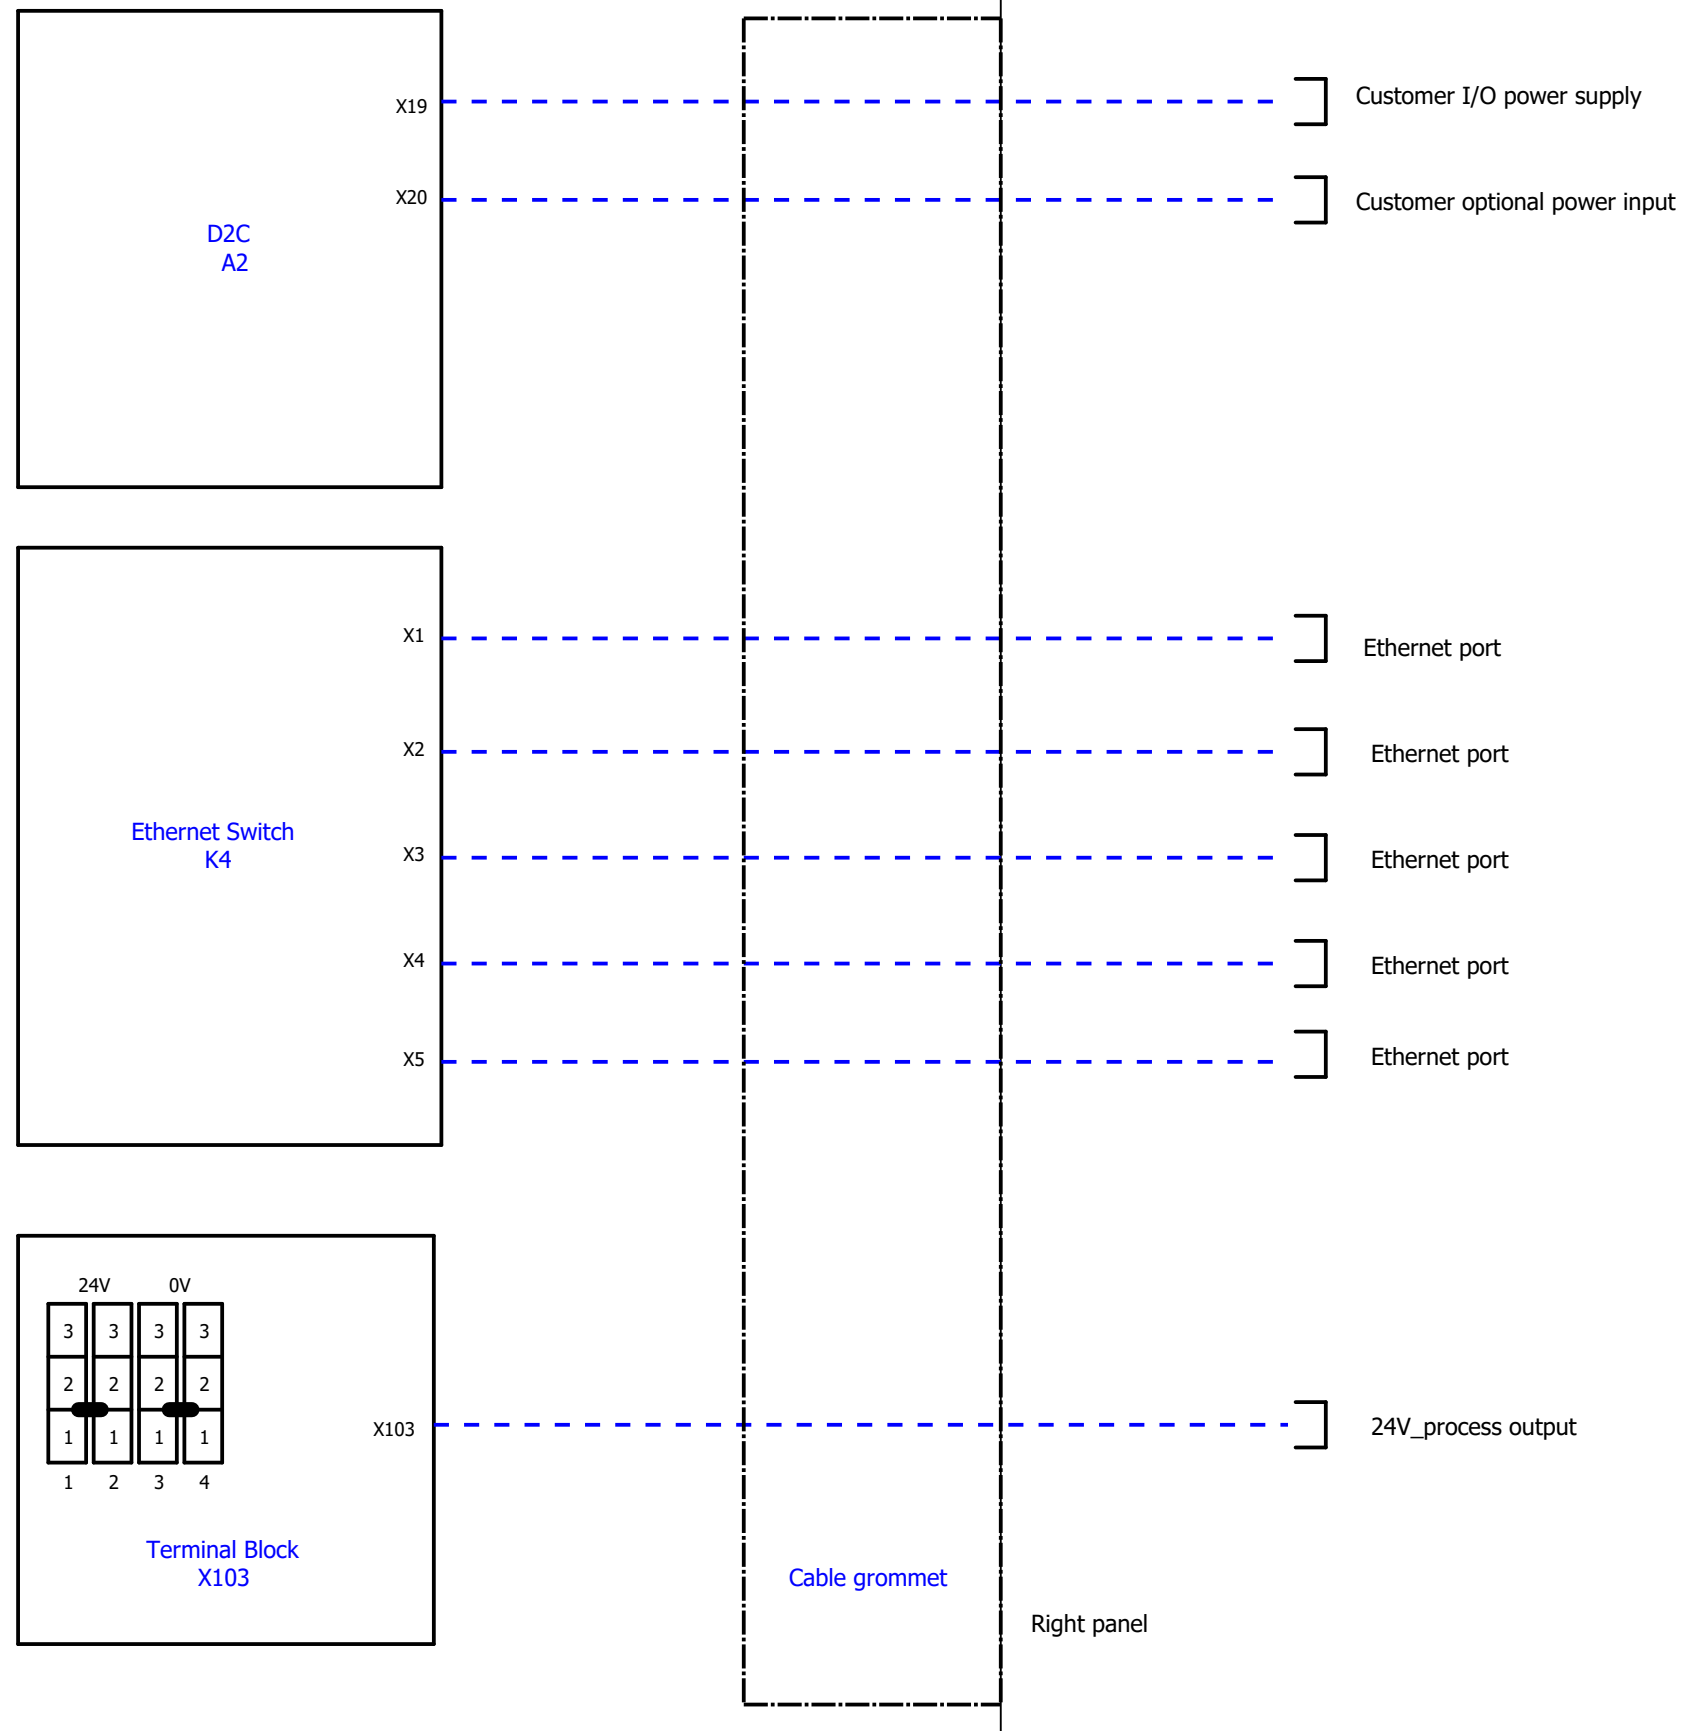 X19
Customer I/O power supply
X20
Customer optional power input
D2C
A2
X1
Ethernet port
X2
Ethernet port
Ethernet Switch
K4
X3
Ethernet port
X4
Ethernet port
X5
Ethernet port
24V 0V
3 3 3 3
2 2 2 2
1 1 1 1
1 2 3 4
X103
24V_process output
Terminal Block
X103
Cable grommet
Right panel